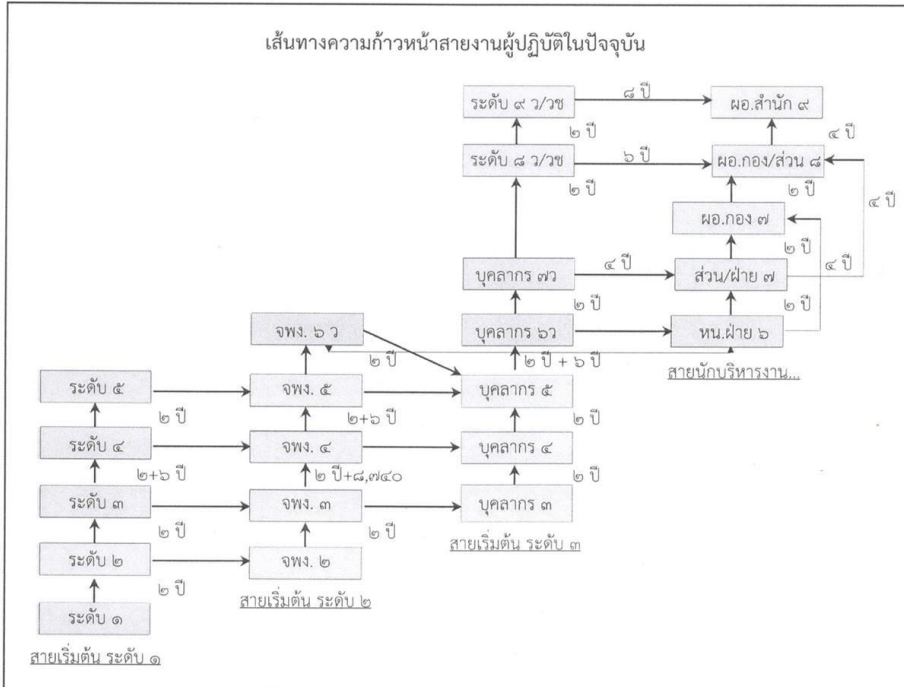 เส้นทางความก้าวหน้าสายงานผู้ปฏิบัติในปัจจุบัน
ระดับ ๙ ว/วช
๘ ปี
ผอ.สำนัก ๙
๒ ปี
๔ ปี
ระดับ ๘ ว/วช
๖ ปี
ผอ.กอง/ส่วน ๘
๒ ปี
๒ ปี
๔ ปี
ผอ.กอง ๗
๒ ปี
๔ ปี
บุคลากร ๗ว
๔ ปี
ส่วน/ฝ่าย ๗
๒ ปี
๒ ปี
จพง. ๖ ว
บุคลากร ๖ว
หน.ฝ่าย ๖
๒ ปี
๒ ปี + ๖ ปี
สายนักบริหารงาน...
ระดับ ๕
จพง. ๕
บุคลากร ๕
๒ ปี
๒+๖ ปี
๒ ปี
ระดับ ๔
จพง. ๔
บุคลากร ๔
๒+๖ ปี
๒ ปี+๘,๗๔๐
๒ ปี
ระดับ ๓
จพง. ๓
บุคลากร ๓
๒ ปี
๒ ปี
สายเริ่มต้น ระดับ ๓
ระดับ ๒
จพง. ๒
๒ ปี
สายเริ่มต้น ระดับ ๒
ระดับ ๑
สายเริ่มต้น ระดับ ๑